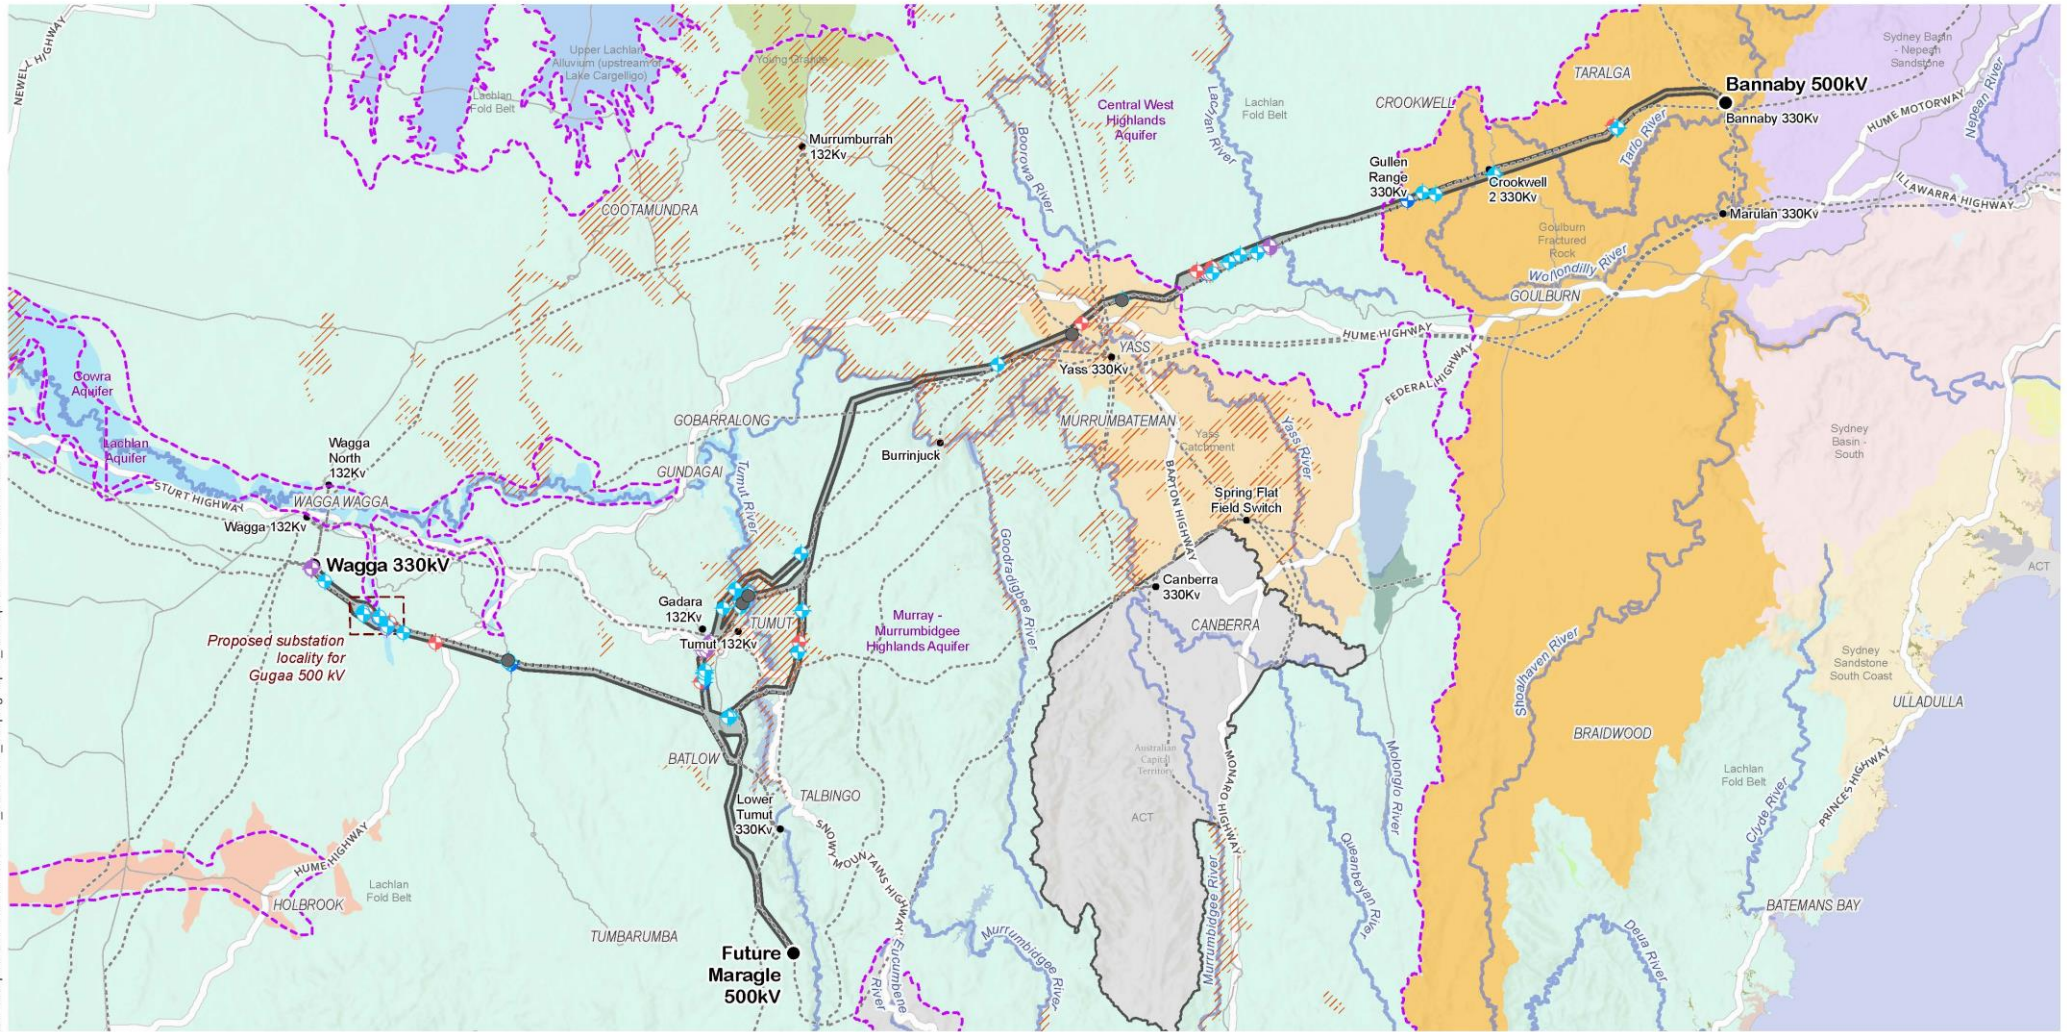 NEWELL HIGHWAY
Upper Lachlan
Alluvium (upstream of
Lake Cargelligo)
Lachlan
Fold Belt
Young Granite
Murrumburrah
132Kv
COOTAMUNDRA
Central West
Highlands
Aquifer
Boorowa River
Lachlan River
Lachlan
Fold Belt
CROOKWELL
TARALGA
Bannaby 500kV
Bannaby 330Kv
Sydney Basin
- Nepean
Sandstone
Nepean River
HUME MOTORWAY
ILLAWARRA HIGHWAY
Tarlo River
Gullen
Range
330Kv
Crookwell
2 330Kv
Marulan 330Kv
Goulburn
Fractured
Rock
Wollondilly River
GOULBURN
HUME HIGHWAY
FEDERAL HIGHWAY
YASS
Yass 330Kv
Cowra
Aquifer
Lachlan
Aquifer
Wagga
North
132Kv
STURT HIGHWAY
WAGGA WAGGA
Wagga 132Kv
Wagga 330kV
GOBARRALONG
GUNDAGAI
Tumut River
Burrinjuck
MURRUMBATEMAN
Yass
Catchment
Yass River
BARTON HIGHWAY
Spring Flat
Field Switch
Goodradigbee River
Sydney
Basin -
South
Proposed substation
locality for
Gugaa 500 kV
Gadara
132Kv
TUMUT
Tumut 132Kv
Murray -
Murrumbidgee
Highlands Aquifer
Canberra
330Kv
CANBERRA
ACT
Shoalhaven River
Sydney
Sandstone
South Coast
ULLADULLA
BRAIDWOOD
BATLOW
TALBINGO
Lower
Tumut
330Kv
SNOWY MOUNTAINS HIGHWAY
Australian
Capital
Territory
ACT
MONARO HIGHWAY
Molonglo River
Queanbeyan River
Lachlan
Fold Belt
Clyde River
PRINCES HIGHWAY
BATEMANS BAY
Deua River
HUME HIGHWAY
HOLBROOK
Lachlan
Fold Belt
TUMBARUMBA
Future
Maragle
500kV
Eucumbene
River
Murrumbidgee River
Murrumbidgee River